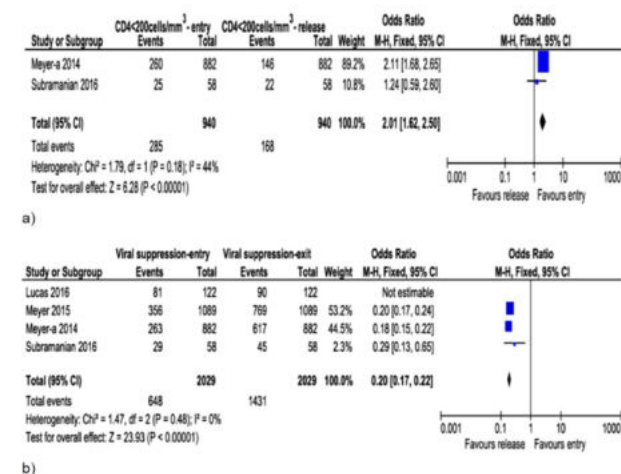 CD4<200cells/mm³- entry CD4<200cells/mm³ - release Odds Ratio Odds Ratio
Study or Subgroup Events Total Events Total Weight M-H, Fixed, 95% CI M-H, Fixed, 95% CI
Meyer-a 2014 260 882 146 882 89.2% 2.11 [1.68, 2.65]
Subramanian 2016 25 58 22 58 10.8% 1.24 [0.59, 2.60]
Total (95% CI) 940 940 100.0% 2.01 [1.62, 2.50]
Total events 285 168
Heterogeneity: Chi² = 1.79, df = 1 (P = 0.18); I² = 44%
Test for overall effect: Z = 6.28 (P < 0.00001)
0.001 0.1 1 10 1000
Favours release Favours entry
a)
Viral suppression-entry Viral suppression-exit Odds Ratio Odds Ratio
Study or Subgroup Events Total Events Total Weight M-H, Fixed, 95% CI M-H, Fixed, 95% CI
Lucas 2016 81 122 90 122 Not estimable
Meyer 2015 356 1089 769 1089 53.2% 0.20 [0.17, 0.24]
Meyer-a 2014 263 882 617 882 44.5% 0.18 [0.15, 0.22]
Subramanian 2016 29 58 45 58 2.3% 0.29 [0.13, 0.65]
Total (95% CI) 2029 2029 100.0% 0.20 [0.17, 0.22]
Total events 648 1431
Heterogeneity: Chi² = 1.47, df = 2 (P = 0.48); I² = 0%
Test for overall effect: Z = 23.93 (P < 0.00001)
0.001 0.1 1 10 1000
Favours release Favours entry
b)